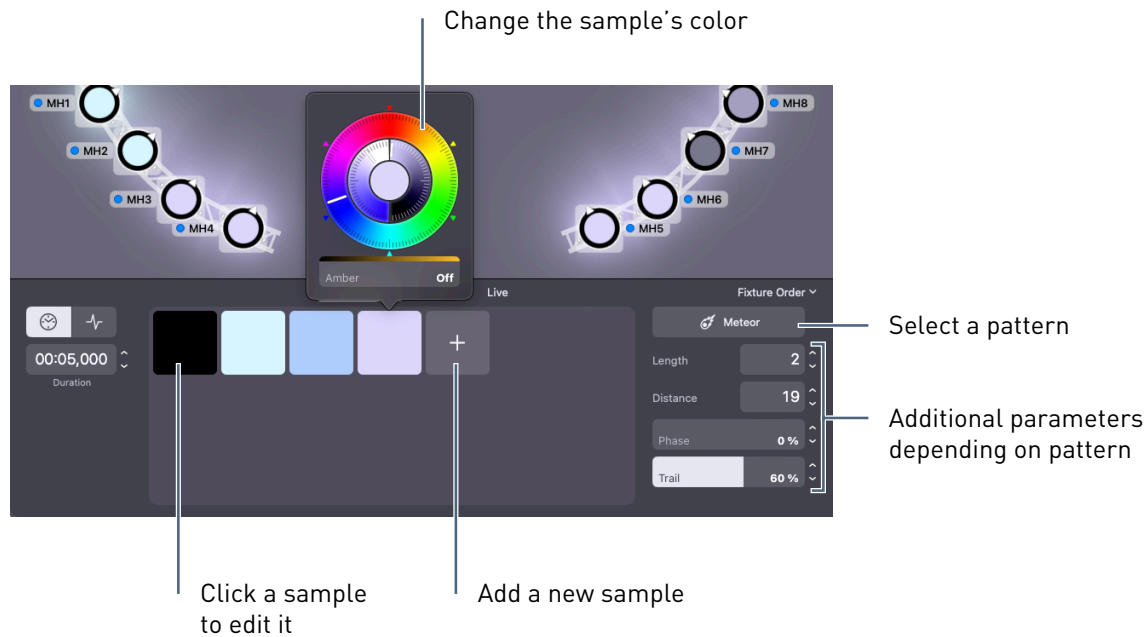 Change the sample’s color
MH1
MH8
MH2
MH7
MH3
MH6
MH4
MH5
Amber
Off
Live
Fixture Order
Meteor
Select a pattern
00:05,000
Duration
+
Length
2
Distance
19
Additional parameters
depending on pattern
Phase
0 %
Trail
60 %
Click a sample
to edit it
Add a new sample